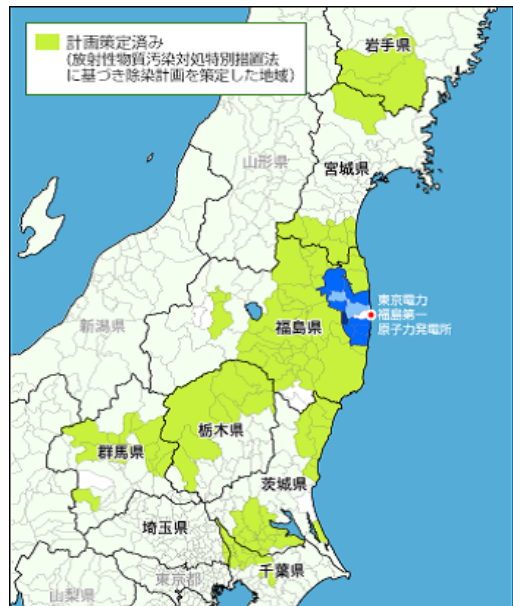 計画策定済み
(放射性物質汚染対処特別措置法
に基づき除染計画を策定した地域)
岩手県
山形県
宮城県
東京電力
福島第一
原子力発電所
新潟県
福島県
栃木県
群馬県
茨城県
埼玉県
千葉県
東京都
山梨県